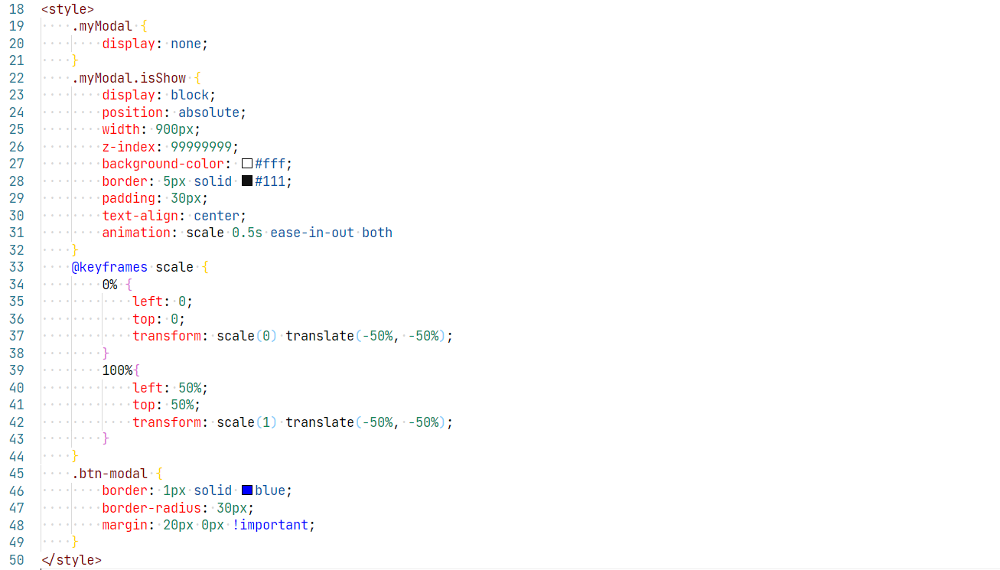 18 <style>
19     .myModal {
20         display: none;
21     }
22     .myModal.isShow {
23         display: block;
24         position: absolute;
25         width: 900px;
26         z-index: 99999999;
27         background-color: #fff;
28         border: 5px solid #111;
29         padding: 30px;
30         text-align: center;
31         animation: scale 0.5s ease-in-out both
32     }
33     @keyframes scale {
34         0% {
35             left: 0;
36             top: 0;
37             transform: scale(0) translate(-50%, -50%);
38         }
39         100%{
40             left: 50%;
41             top: 50%;
42             transform: scale(1) translate(-50%, -50%);
43         }
44     }
45     .btn-modal {
46         border: 1px solid blue;
47         border-radius: 30px;
48         margin: 20px 0px !important;
49     }
50 </style>